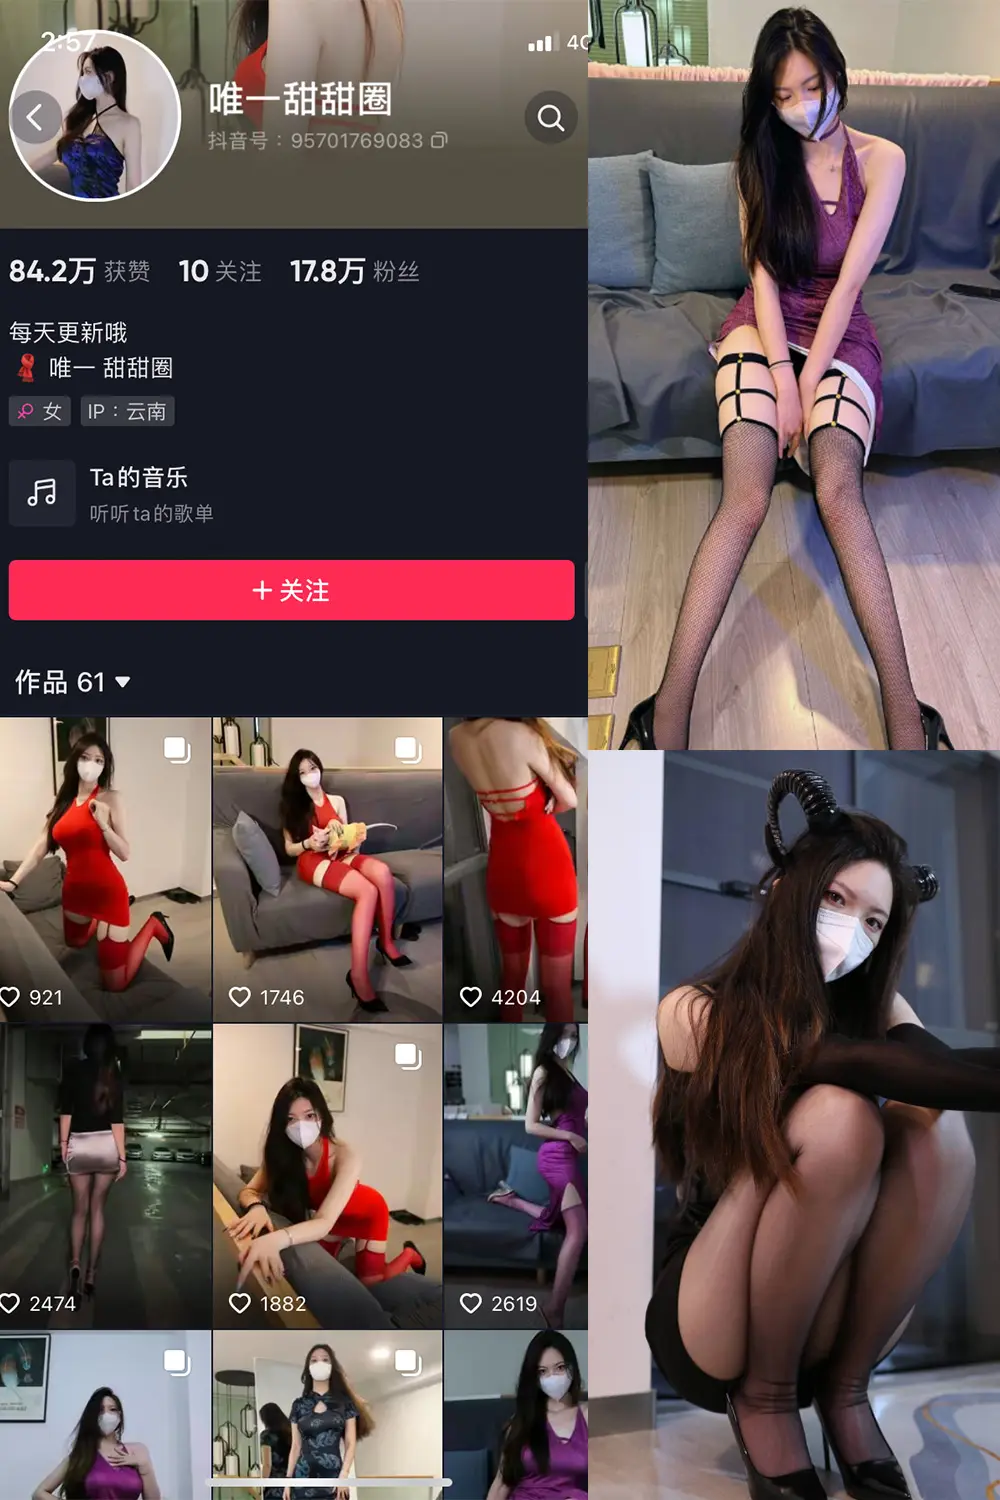 2:57
4G
唯一甜甜圈
抖音号：95701769083
84.2万 获赞 10 关注 17.8万 粉丝
每天更新哦
唯一 甜甜圈
女 IP：云南
Ta的音乐
听听ta的歌单
+ 关注
作品 61
921
1746
4204
2474
1882
2619